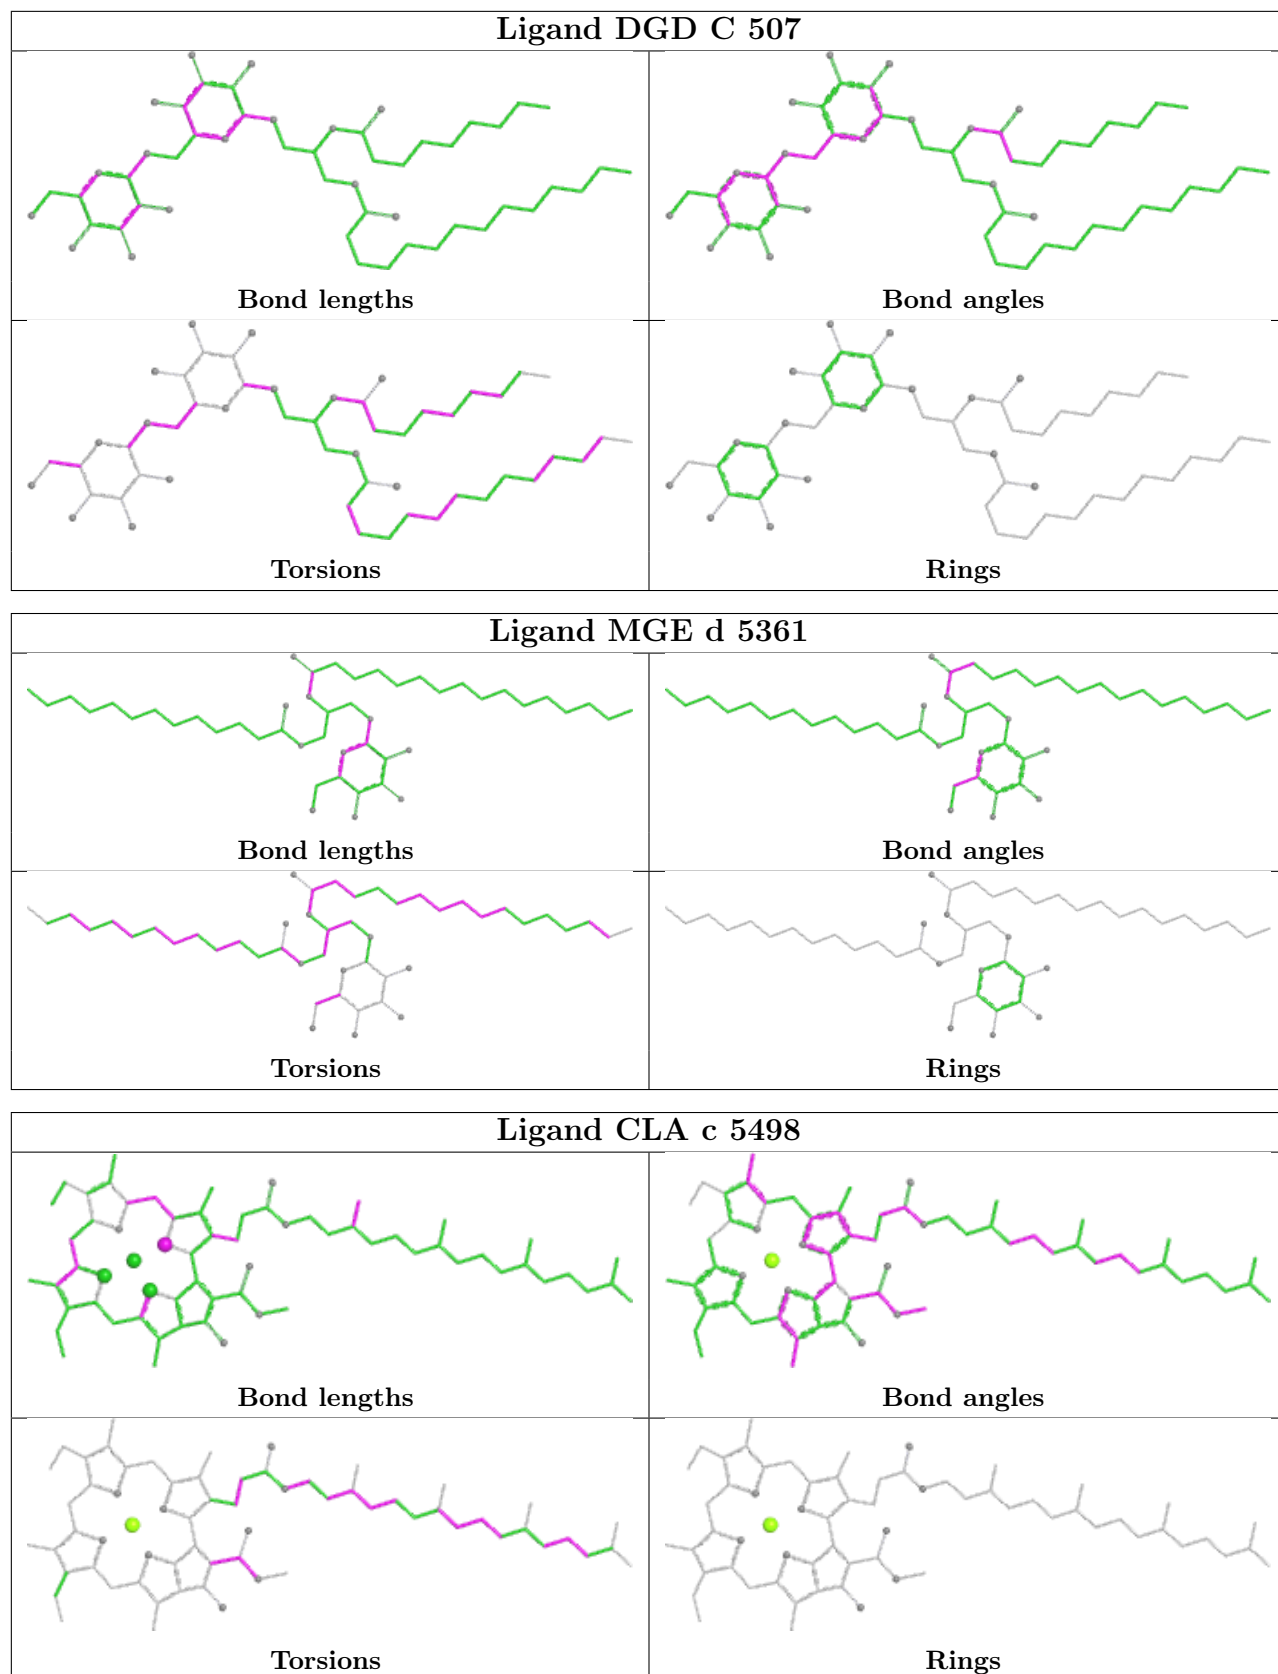 Ligand DGD C 507
Bond lengths
Bond angles
Torsions
Rings
Ligand MGE d 5361
Bond lengths
Bond angles
Torsions
Rings
Ligand CLA c 5498
Bond lengths
Bond angles
Torsions
Rings